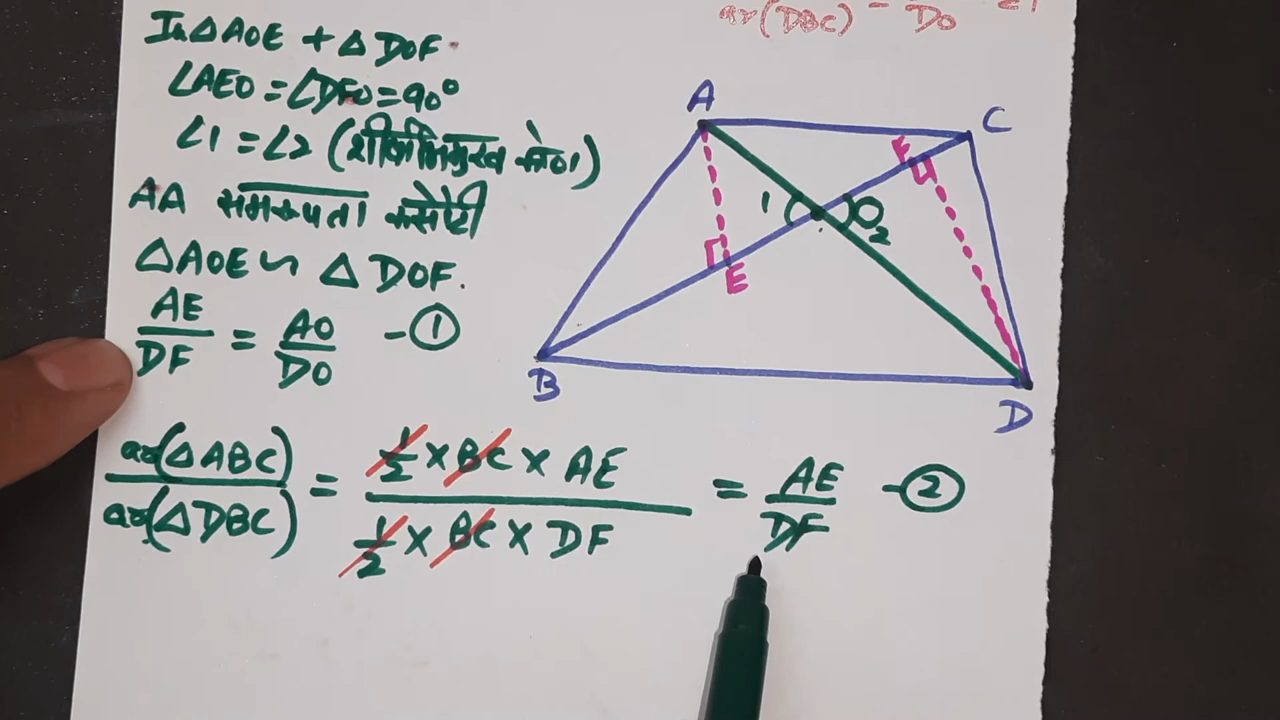 ar(DBC) DO
In △AOE + △ DOF.
∠AEO = ∠DFO = 90°
∠1 = ∠2 (शीर्षाभिमुख कोण)
AA समरूपता कसौटी
△AOE ∽ △ DOF.
AE/DF = AO/DO - ①
ar(△ABC)/ar(△DBC) = ½ × BC × AE / ½ × BC × DF = AE/DF - ②
A
C
F
1
O
2
E
B
D